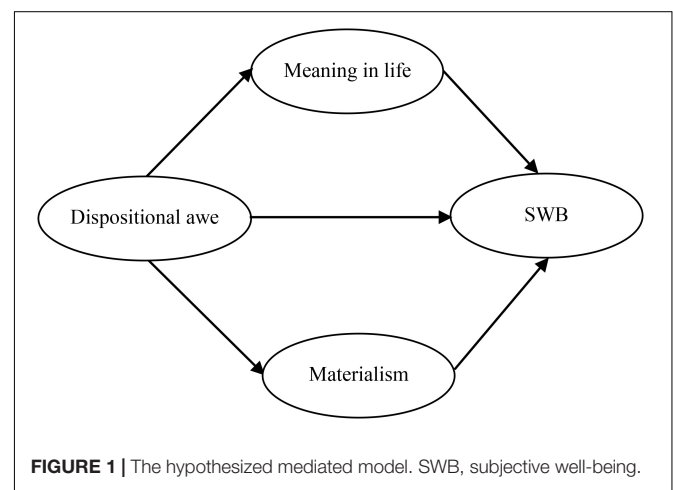 Meaning in life
Dispositional awe
SWB
Materialism
FIGURE 1 | The hypothesized mediated model. SWB, subjective well-being.